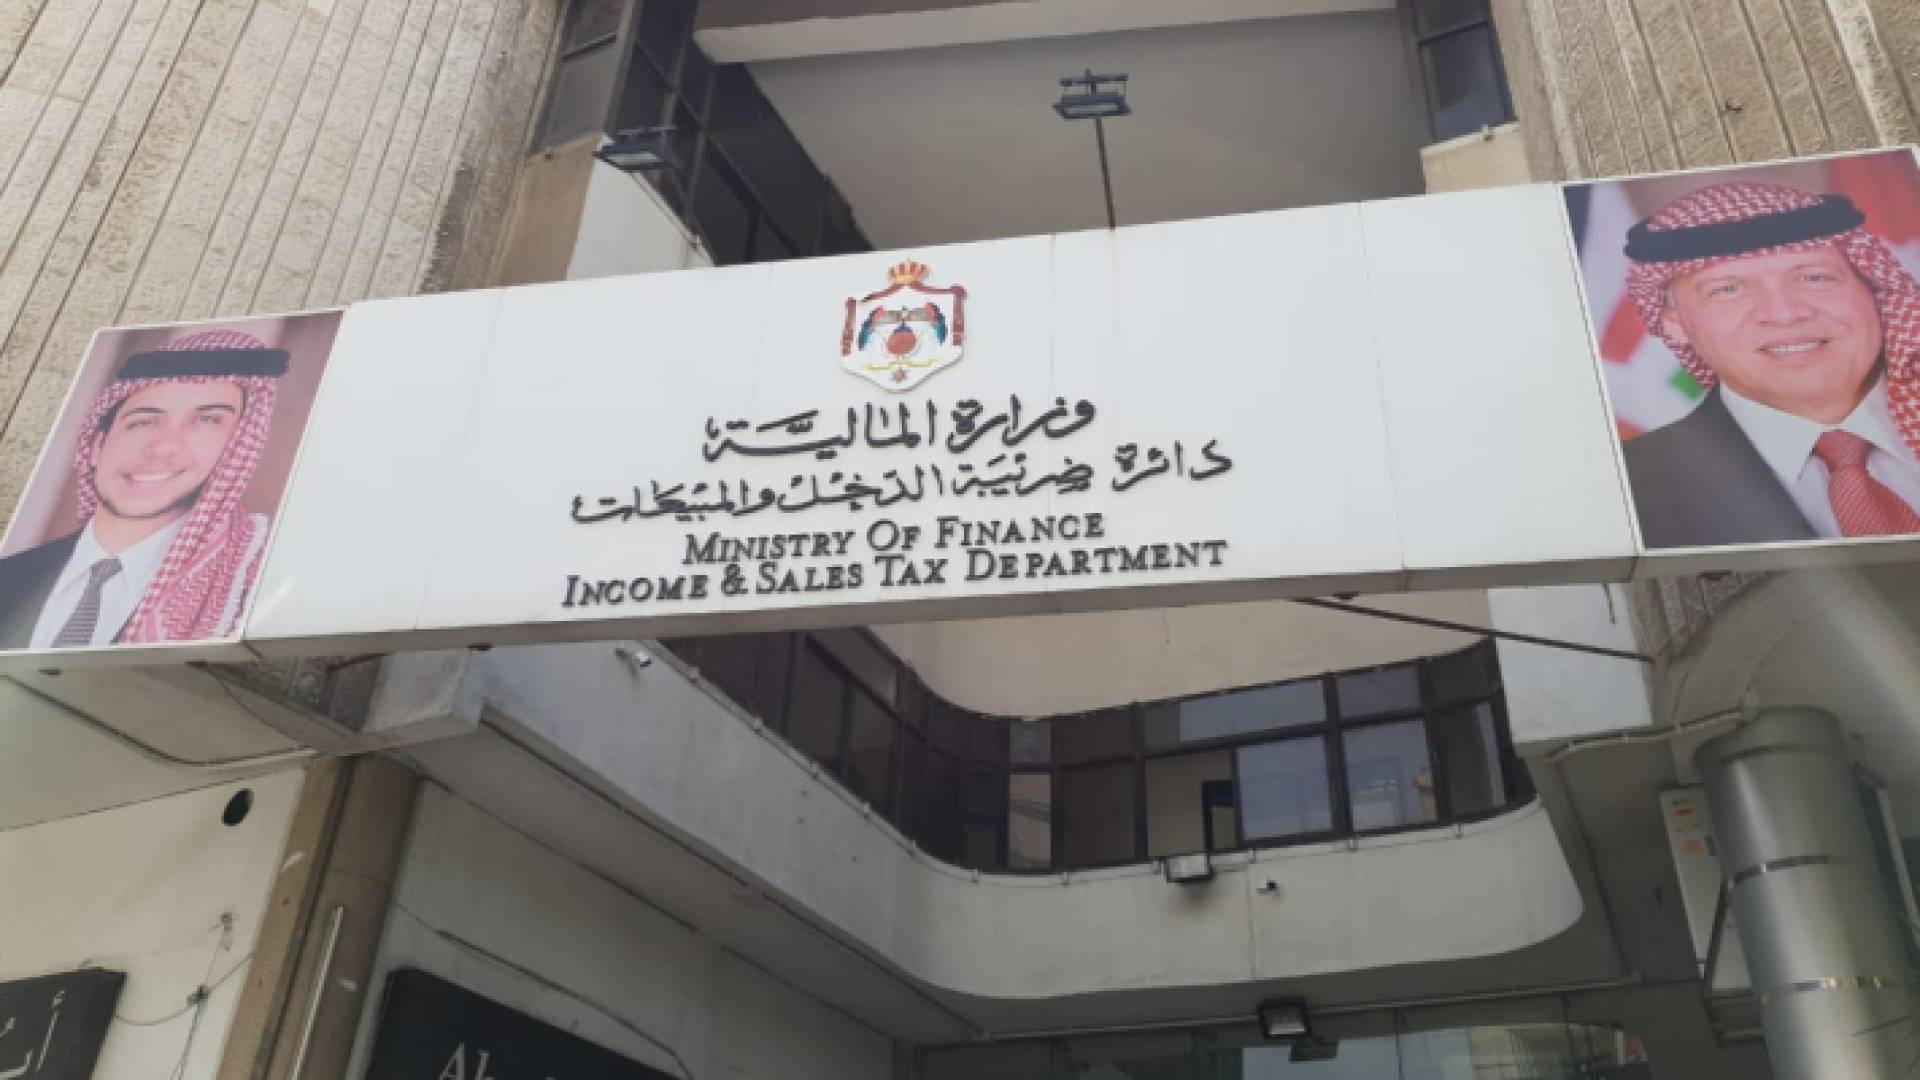 وزارة المالية
دائرة ضريبة الدخل والمبيعات
MINISTRY OF FINANCE
INCOME & SALES TAX DEPARTMENT